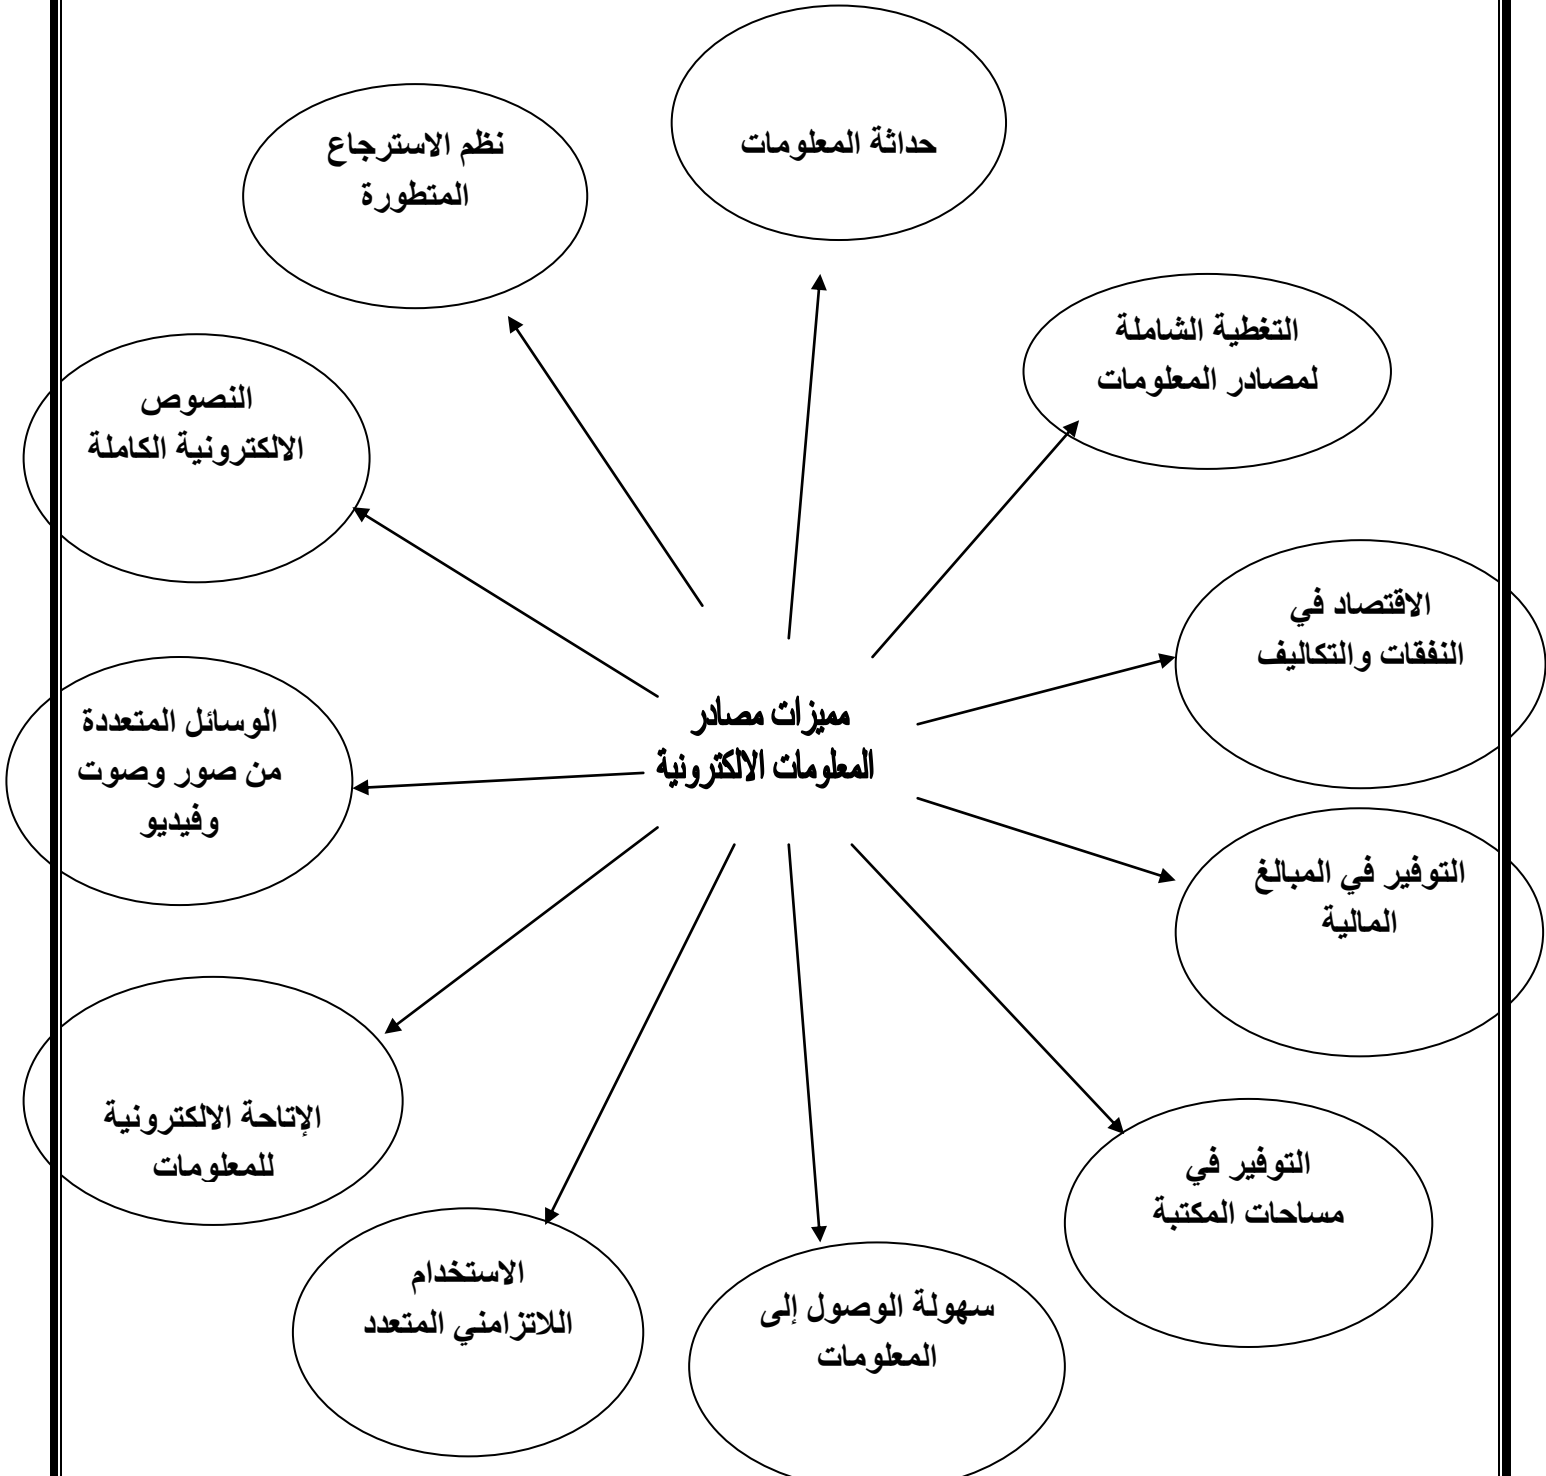 حداثة المعلومات
نظم الاسترجاع
المتطورة
التغطية الشاملة
لمصادر المعلومات
النصوص
الالكترونية الكاملة
الاقتصاد في
النفقات والتكاليف
مميزات مصادر
المعلومات الالكترونية
الوسائل المتعددة
من صور وصوت
وفيديو
التوفير في المبالغ
المالية
الإتاحة الالكترونية
للمعلومات
التوفير في
مساحات المكتبة
الاستخدام
اللاتزامني المتعدد
سهولة الوصول إلى
المعلومات